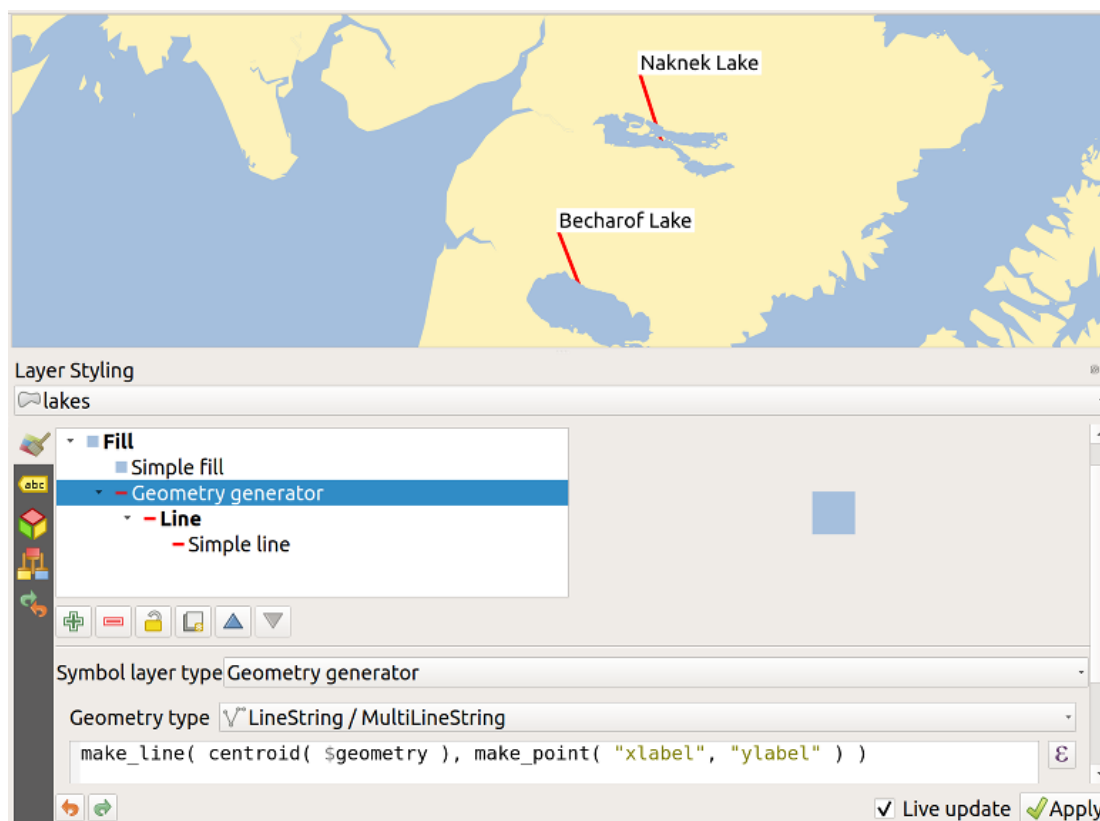 Naknek Lake
Becharof Lake
Layer Styling
lakes
Fill
Simple fill
abc
Geometry generator
Line
Simple line
Symbol layer type Geometry generator
Geometry type LineString / MultiLineString
make_line( centroid( $geometry ), make_point( "xlabel", "ylabel" ) )
ε
Live update Apply